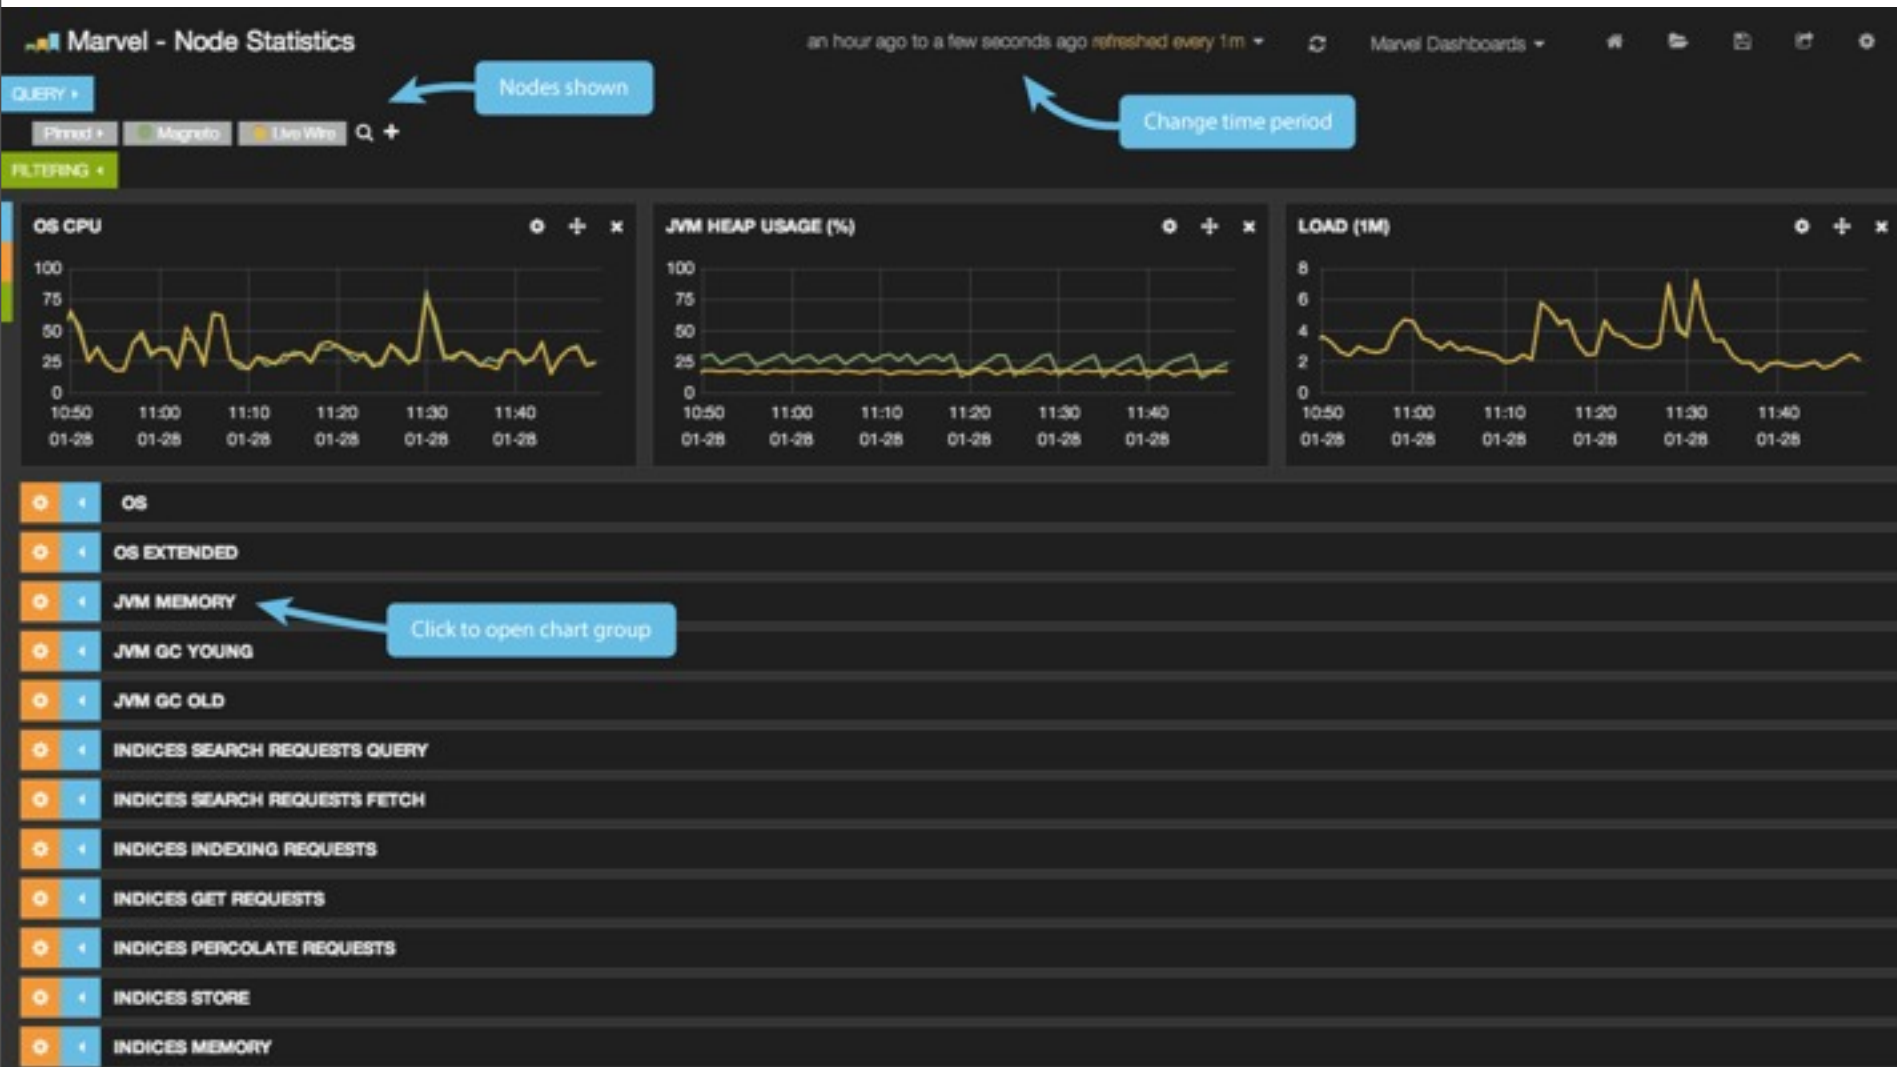 Marvel - Node Statistics
an hour ago to a few seconds ago refreshed every 1m
Marvel Dashboards
QUERY
Nodes shown
Change time period
Pinned
Magneto
Live Wire
FILTERING
OS CPU
100
75
50
25
0
10:50 11:00 11:10 11:20 11:30 11:40
01-28 01-28 01-28 01-28 01-28 01-28
JVM HEAP USAGE (%)
100
75
50
25
0
10:50 11:00 11:10 11:20 11:30 11:40
01-28 01-28 01-28 01-28 01-28 01-28
LOAD (1M)
8
6
4
2
0
10:50 11:00 11:10 11:20 11:30 11:40
01-28 01-28 01-28 01-28 01-28 01-28
OS
OS EXTENDED
JVM MEMORY
Click to open chart group
JVM GC YOUNG
JVM GC OLD
INDICES SEARCH REQUESTS QUERY
INDICES SEARCH REQUESTS FETCH
INDICES INDEXING REQUESTS
INDICES GET REQUESTS
INDICES PERCOLATE REQUESTS
INDICES STORE
INDICES MEMORY